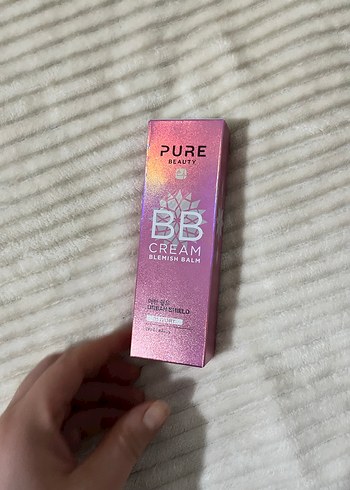 PURE
BEAUTY
BB
CREAM
BLEMISH BALM
URBAN SHIELD